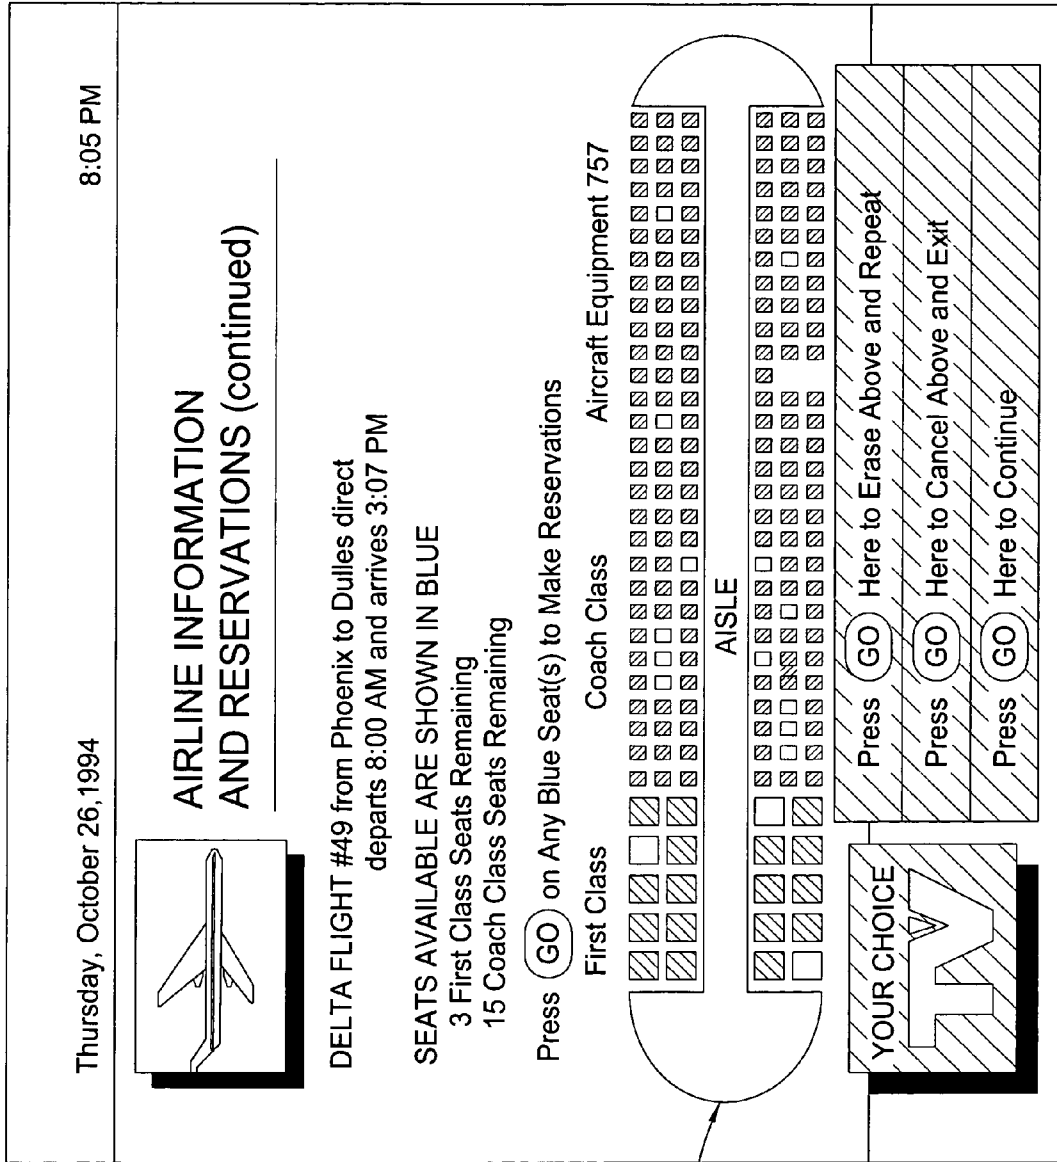 Thursday, October 26,1994 8:05 PM
AIRLINE INFORMATION
AND RESERVATIONS (continued)
DELTA FLIGHT #49 from Phoenix to Dulles direct
departs 8:00 AM and arrives 3:07 PM
SEATS AVAILABLE ARE SHOWN IN BLUE
3 First Class Seats Remaining
15 Coach Class Seats Remaining
Press GO on Any Blue Seat(s) to Make Reservations
First Class Coach Class Aircraft Equipment 757
AISLE
YOUR CHOICE
TV
Press GO Here to Erase Above and Repeat
Press GO Here to Cancel Above and Exit
Press GO Here to Continue